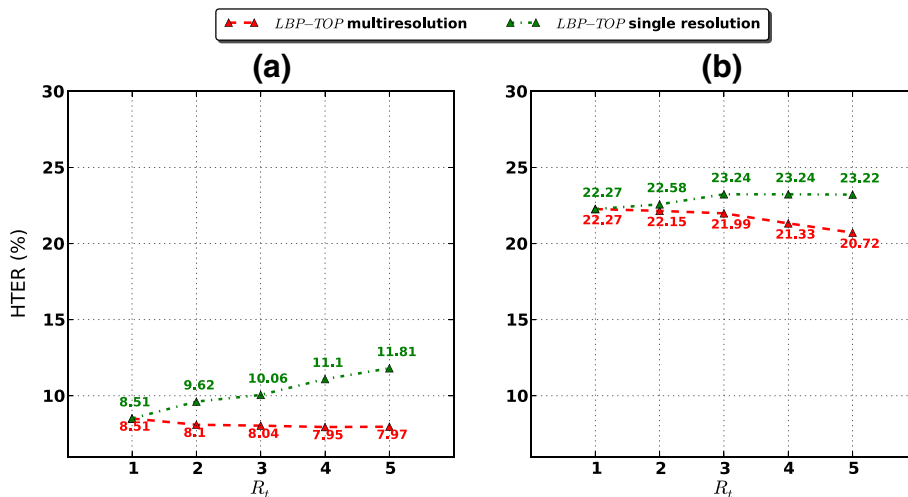 LBP-TOP multiresolution LBP-TOP single resolution
(a) (b)
HTER (%)
30
25
20
15
10
8.51 9.62 10.06 11.1 11.81
8.51 8.1 8.04 7.95 7.97
1 2 3 4 5
R_t
30
25
20
15
10
22.27 22.58 23.24 23.24 23.22
22.27 22.15 21.99 21.33 20.72
1 2 3 4 5
R_t